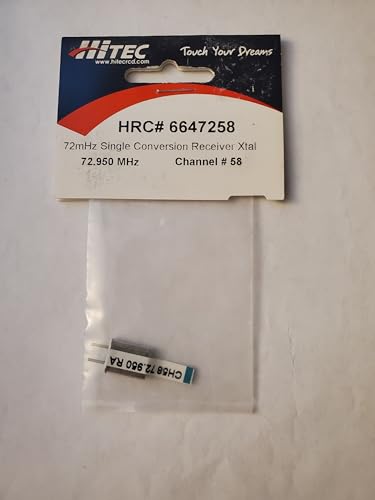 HiTEC
www.hitecrcd.com
Touch Your Dreams
HRC# 6647258
72mHz Single Conversion Receiver Xtal
72.950 MHz Channel # 58
CH58 72.950 RA